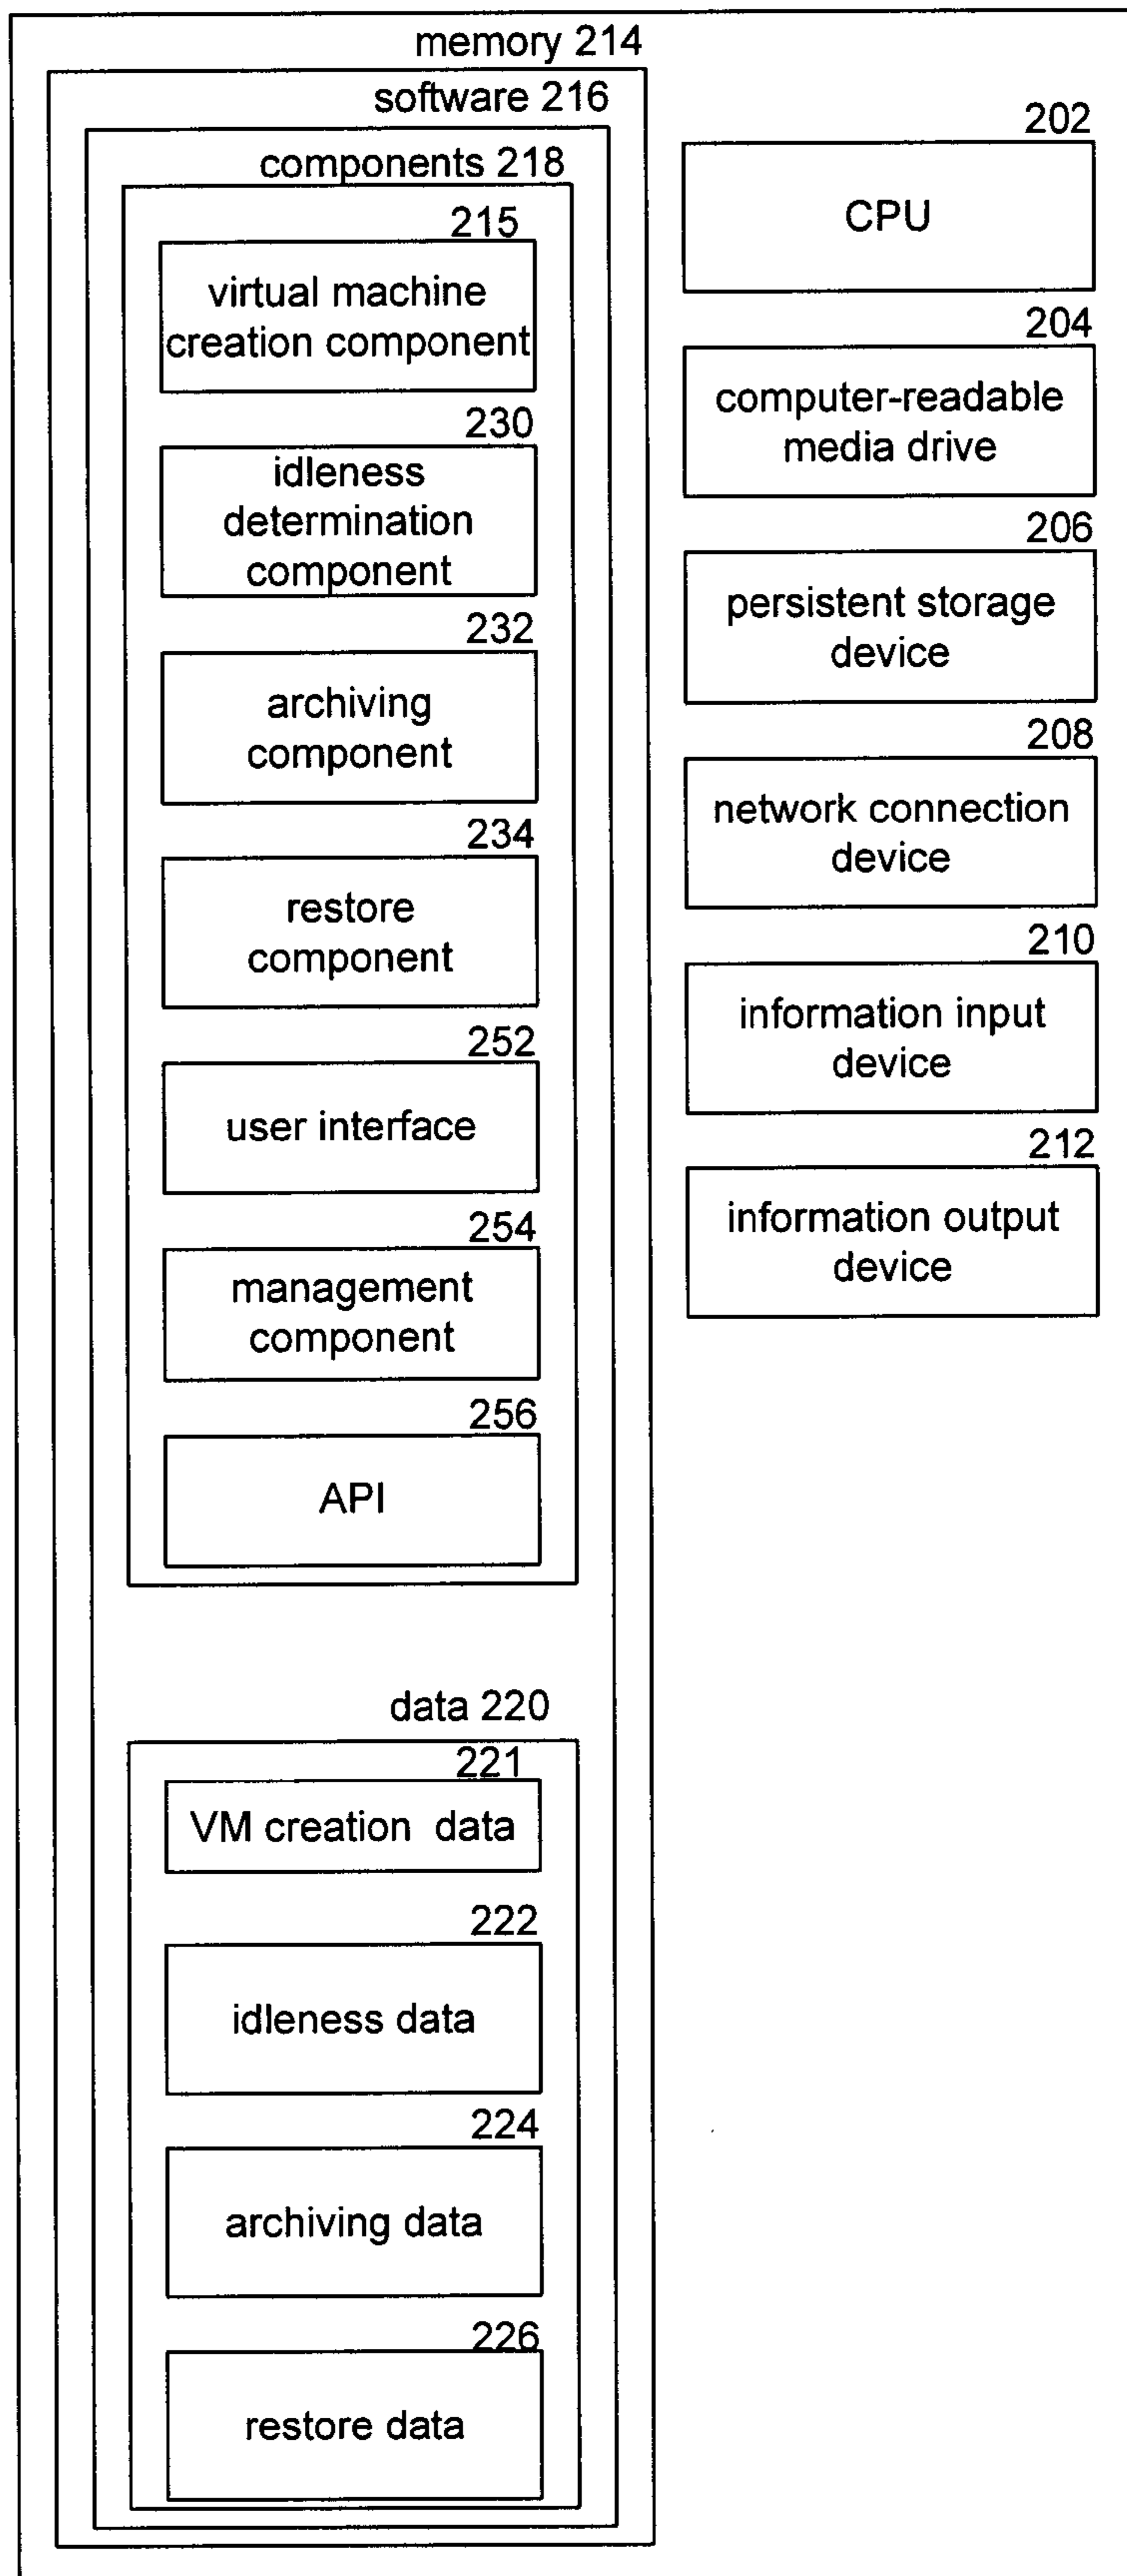 memory 214
software 216
components 218
215
virtual machine
creation component
230
idleness
determination
component
232
archiving
component
234
restore
component
252
user interface
254
management
component
256
API
data 220
221
VM creation data
222
idleness data
224
archiving data
226
restore data
202
CPU
204
computer-readable
media drive
206
persistent storage
device
208
network connection
device
210
information input
device
212
information output
device